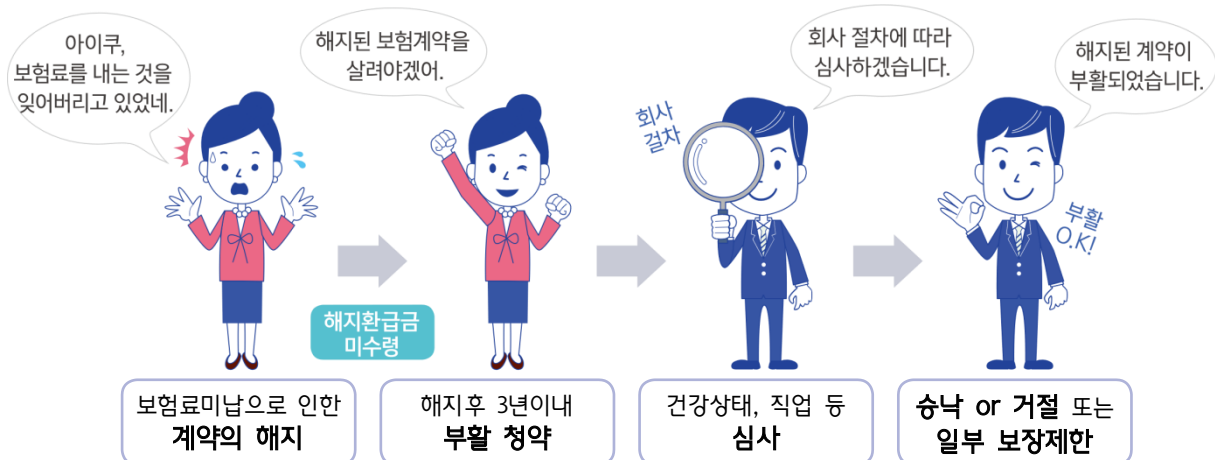 아이쿠,
보험료를 내는 것을
잊어버리고 있었네.
해지된 보험계약을
살려야겠어.
회사 절차에 따라
심사하겠습니다.
해지된 계약이
부활되었습니다.
회사
걸차
부활
O.K!
해지환급금
미수령
보험료미납으로 인한
계약의 해지
해지후 3년이내
부활 청약
건강상태, 직업 등
심사
승낙 or 거절 또는
일부 보장제한